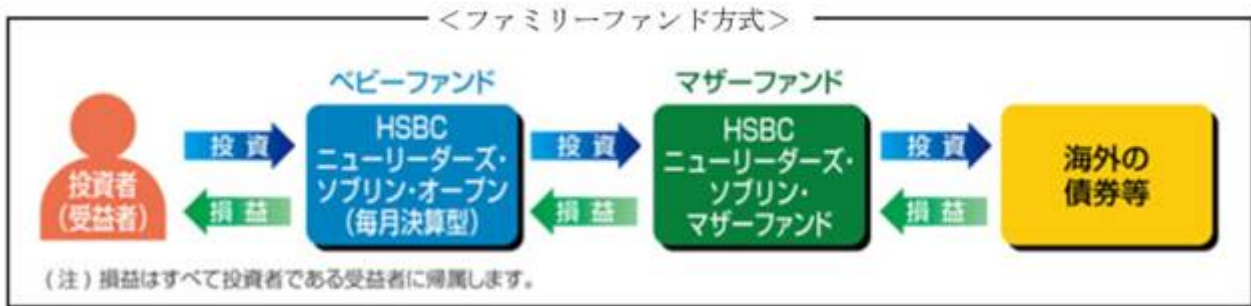 ＜ファミリーファンド方式＞
ベビーファンド
マザーファンド
投資者
(受益者)
投資
損益
HSBC
ニューリーダーズ・
ソブリン・オープン
(毎月決算型)
投資
損益
HSBC
ニューリーダーズ・
ソブリン・
マザーファンド
投資
損益
海外の
債券等
(注)損益はすべて投資者である受益者に帰属します。